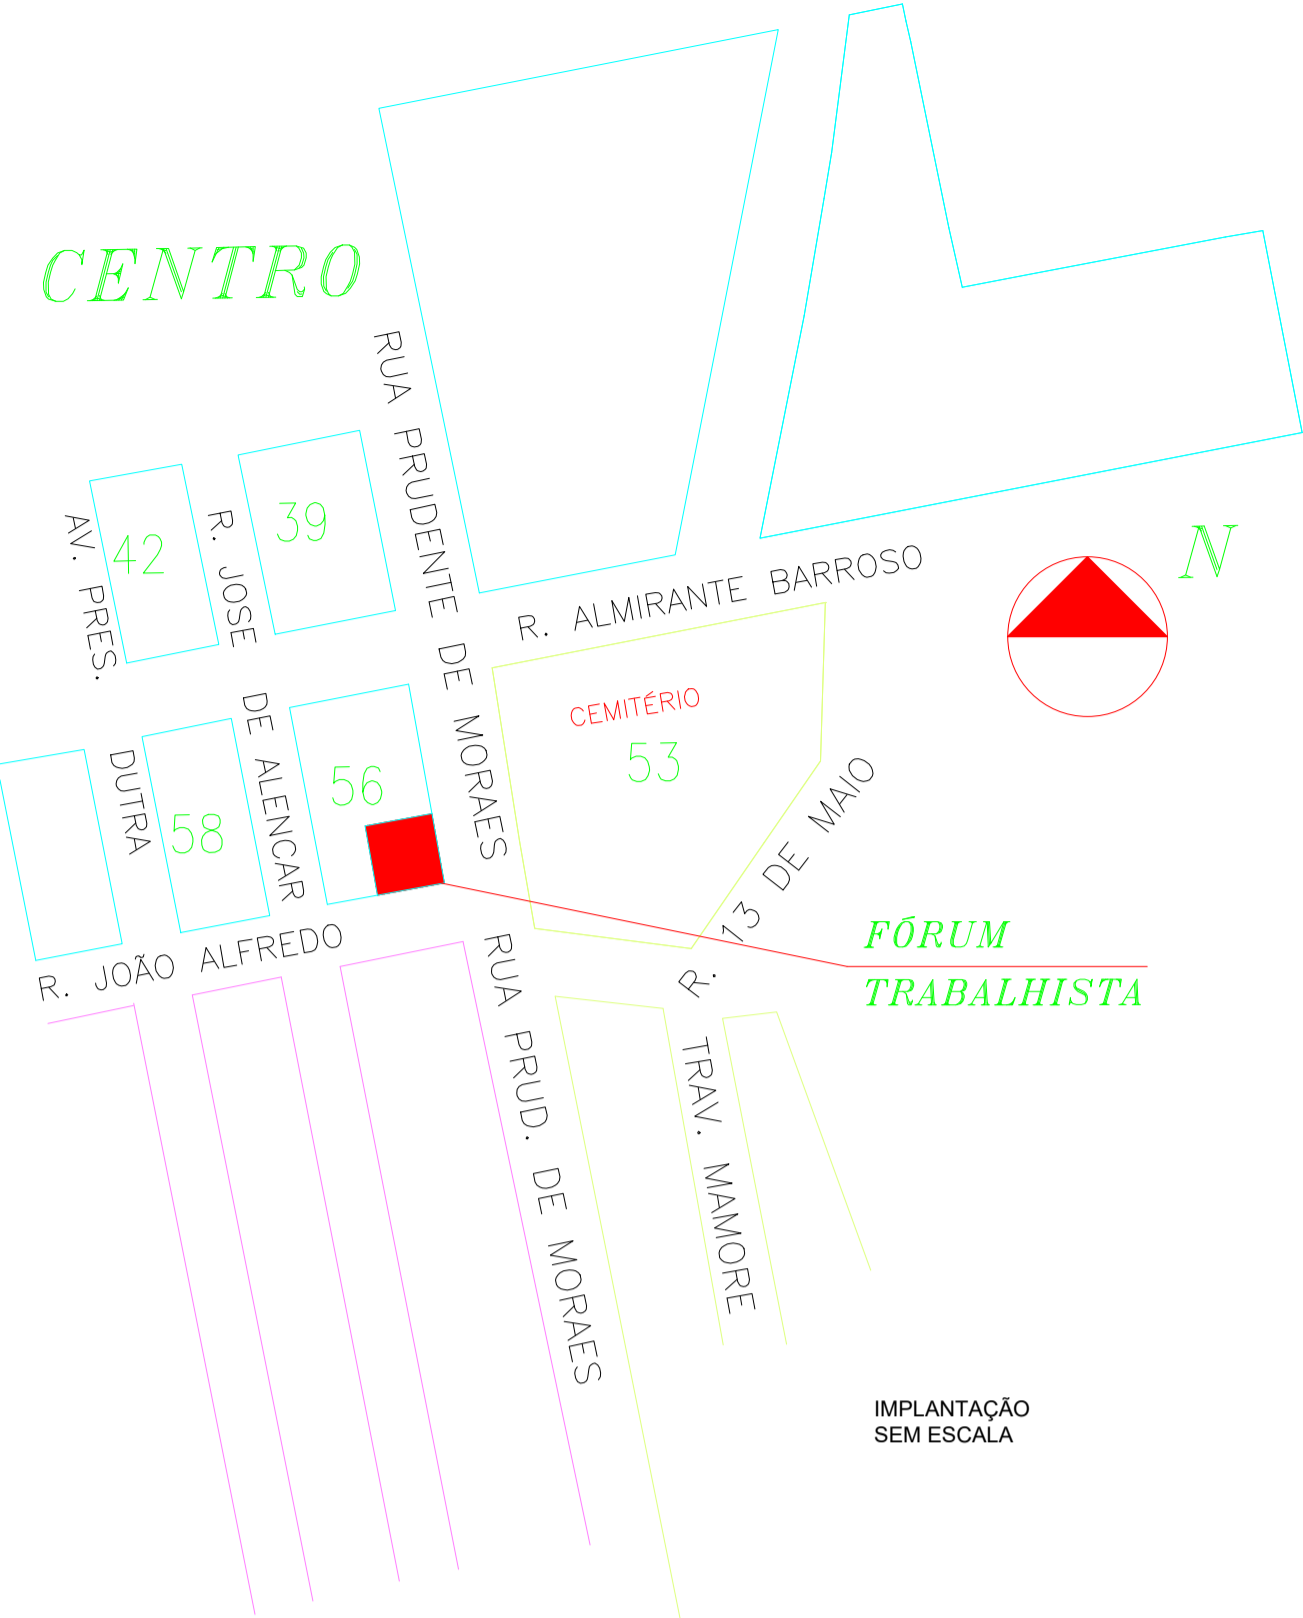 CENTRO
RUA PRUDENTE DE MORAES
39
42
R. JOSE DE ALENCAR
AV. PRES. DUTRA
N
R. ALMIRANTE BARROSO
CEMITÉRIO
53
56
58
R. 13 DE MAIO
R. JOÃO ALFREDO
FÓRUM
TRABALHISTA
RUA PRUD. DE MORAES
TRAV. MAMORE
IMPLANTAÇÃO
SEM ESCALA